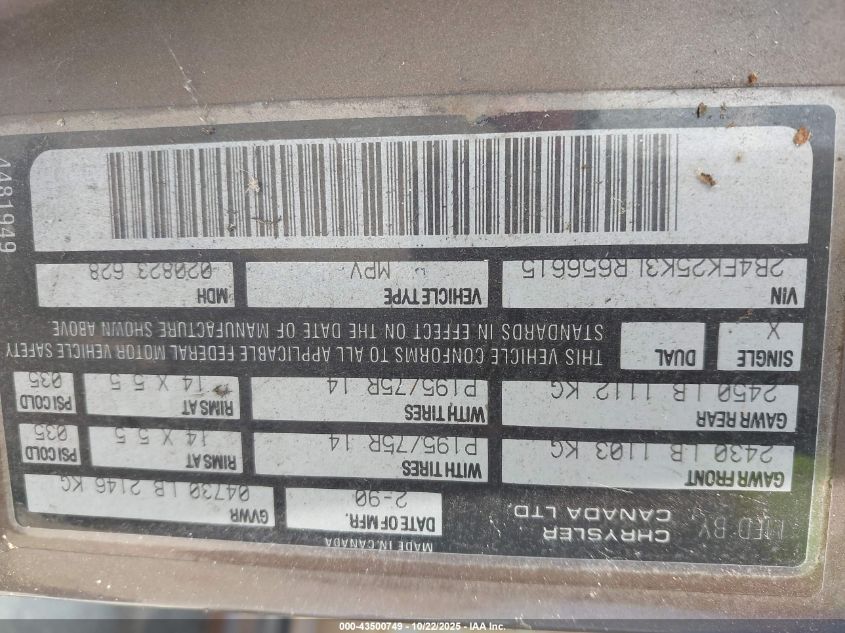 MADE IN CANADA
BY
CHRYSLER
CANADA LTD.
DATE OF MFR.
2-90
GVWR
04730 LB 2146 KG
GAWR FRONT
2430 LB 1103 KG
WITH TIRES
P195/75R 14
RIMS AT
14 X 5.5
PSI COLD
035
GAWR REAR
2450 LB 1112 KG
WITH TIRES
P195/75R 14
RIMS AT
14 X 5.5
PSI COLD
035
SINGLE
X
DUAL
THIS VEHICLE CONFORMS TO ALL APPLICABLE FEDERAL MOTOR VEHICLE SAFETY
STANDARDS IN EFFECT ON THE DATE OF MANUFACTURE SHOWN ABOVE
VIN
2B4FK25K3LR656615
VEHICLE TYPE
MPV
MDH
020823 628
4481949
000-43500749 - 10/22/2025 - IAA Inc.